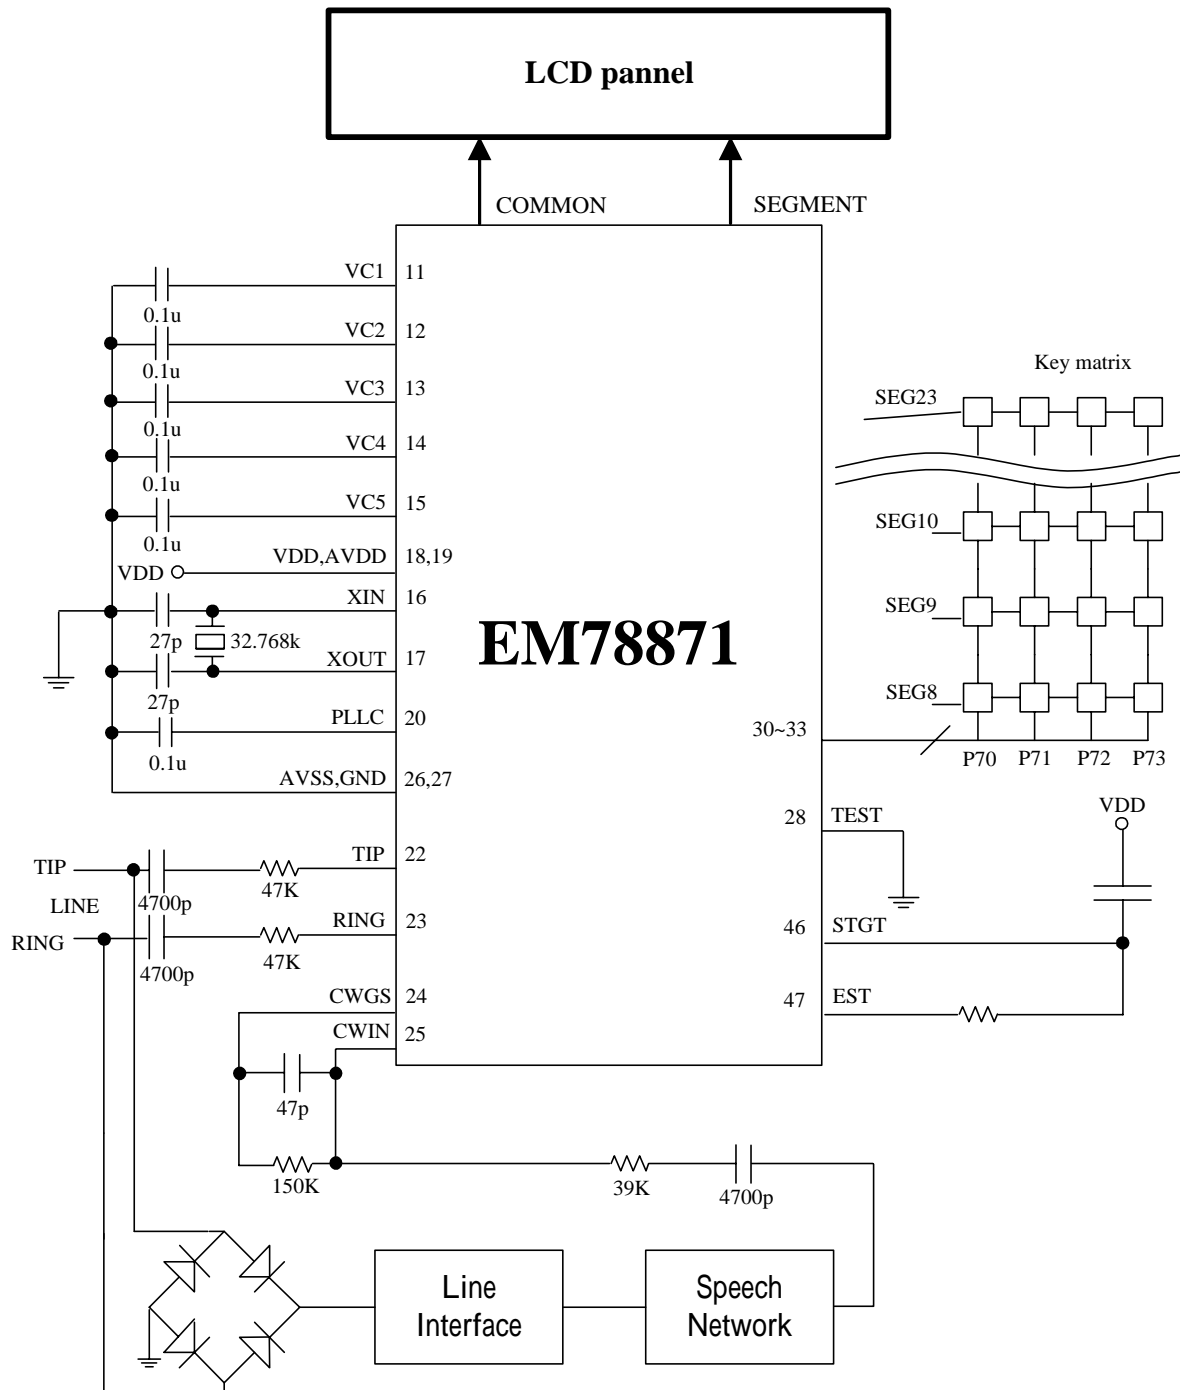 LCD pannel
COMMON
SEGMENT
VC1
11
0.1u
VC2
12
0.1u
VC3
13
0.1u
VC4
14
0.1u
VC5
15
0.1u
VDD,AVDD
18,19
VDD
XIN
16
27p
32.768k
XOUT
17
27p
PLLC
20
0.1u
AVSS,GND
26,27
EM78871
TIP
TIP
22
4700p
47K
LINE
RING
RING
23
4700p
47K
CWGS
24
CWIN
25
47p
150K
39K
4700p
Key matrix
SEG23
SEG10
SEG9
SEG8
30~33
P70
P71
P72
P73
28
TEST
VDD
46
STGT
47
EST
Line
Interface
Speech
Network